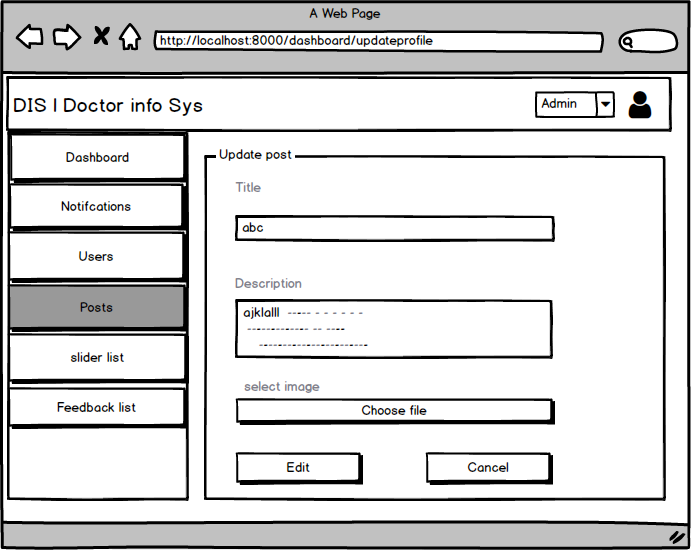 A Web Page
http://localhost:8000/dashboard/updateprofile
DIS | Doctor info Sys
Admin
Dashboard
Notifcations
Users
Posts
slider list
Feedback list
Update post
Title
abc
Description
ajklalll ----- - - - - - -
------------- -- ----
-----------------------
select image
Choose file
Edit
Cancel